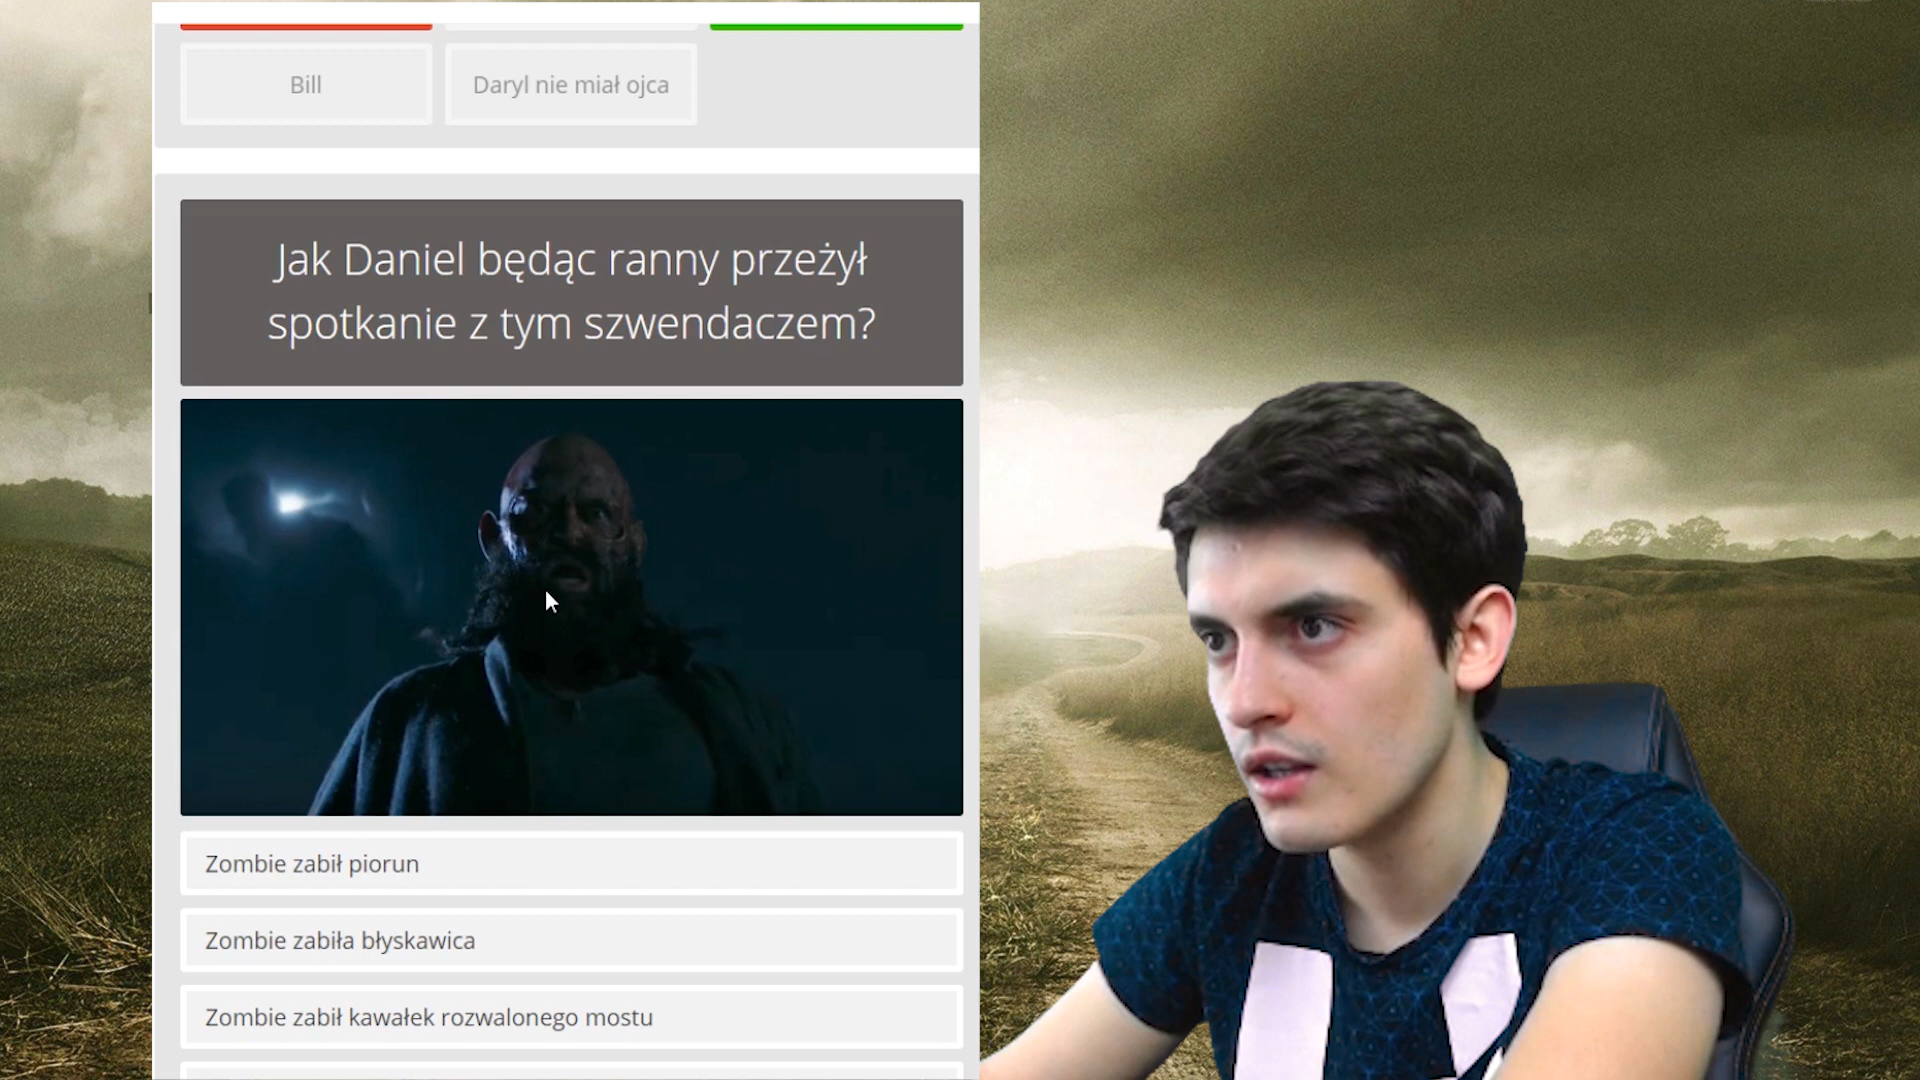 Bill
Daryl nie miał ojca
Jak Daniel będąc ranny przeżył
spotkanie z tym szwendaczem?
Zombie zabił piorun
Zombie zabiła błyskawica
Zombie zabił kawałek rozwalonego mostu